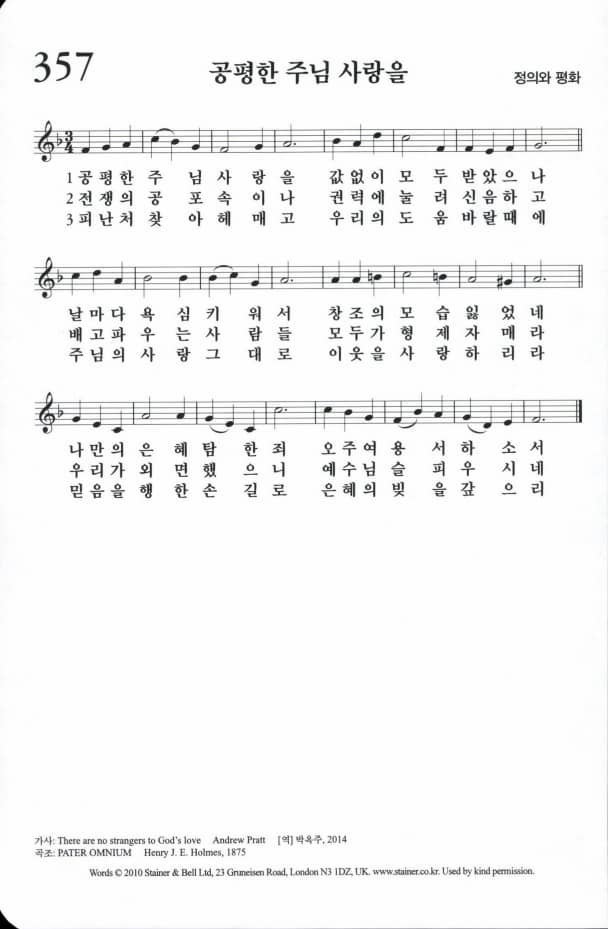 357
공평한 주님 사랑을
정의와 평화
3
4
1 공 평 한 주 님 사 랑 을 값 없 이 모 두 받 았 으 나
2 전 쟁 의 공 포 속 이 나 권 력 에 눌 려 신 음 하 고
3 피 난 처 찾 아 헤 매 고 우 리 의 도 움 바 랄 때 에
날 마 다 욕 심 키 워 서 창 조 의 모 습 잃 었 네
배 고 파 우 는 사 람 들 모 두 가 형 제 자 매 라
주 님 의 사 랑 그 대 로 이 웃 을 사 랑 하 리 라
나 만 의 은 혜 탐 한 죄 오 주 여 용 서 하 소 서
우 리 가 외 면 했 으 니 예 수 님 슬 피 우 시 네
믿 음 을 행 한 손 길 로 은 혜 의 빚 을 갚 으 리
가사: There are no strangers to God's love Andrew Pratt [역] 박옥주, 2014
곡조: PATER OMNIUM Henry J. E. Holmes, 1875
Words © 2010 Stainer & Bell Ltd, 23 Gruneisen Road, London N3 1DZ, UK. www.stainer.co.kr. Used by kind permission.